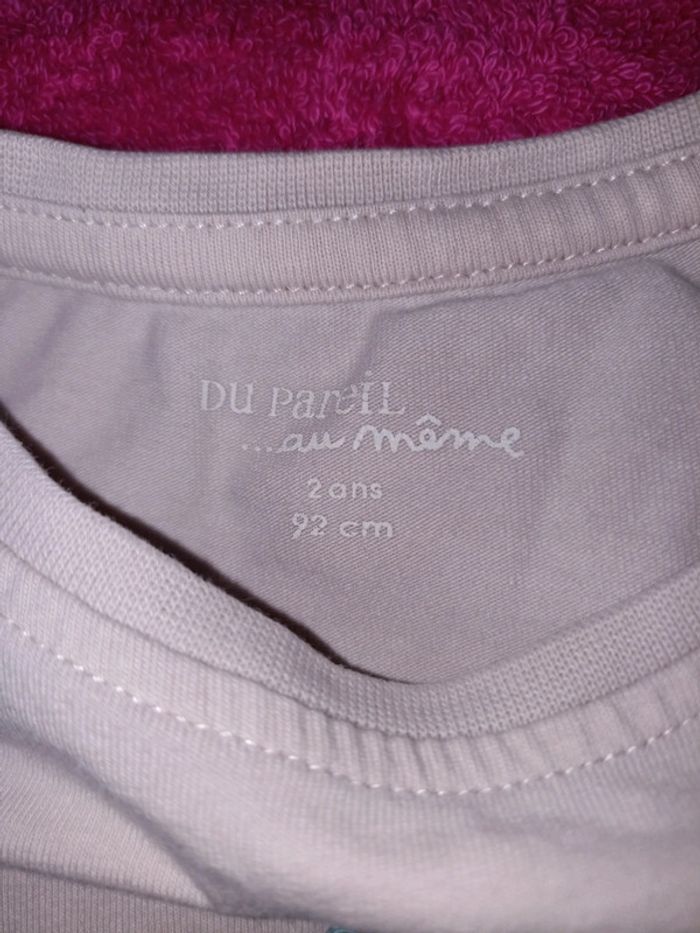 DU PareiL
...au même
2 ans
92 cm